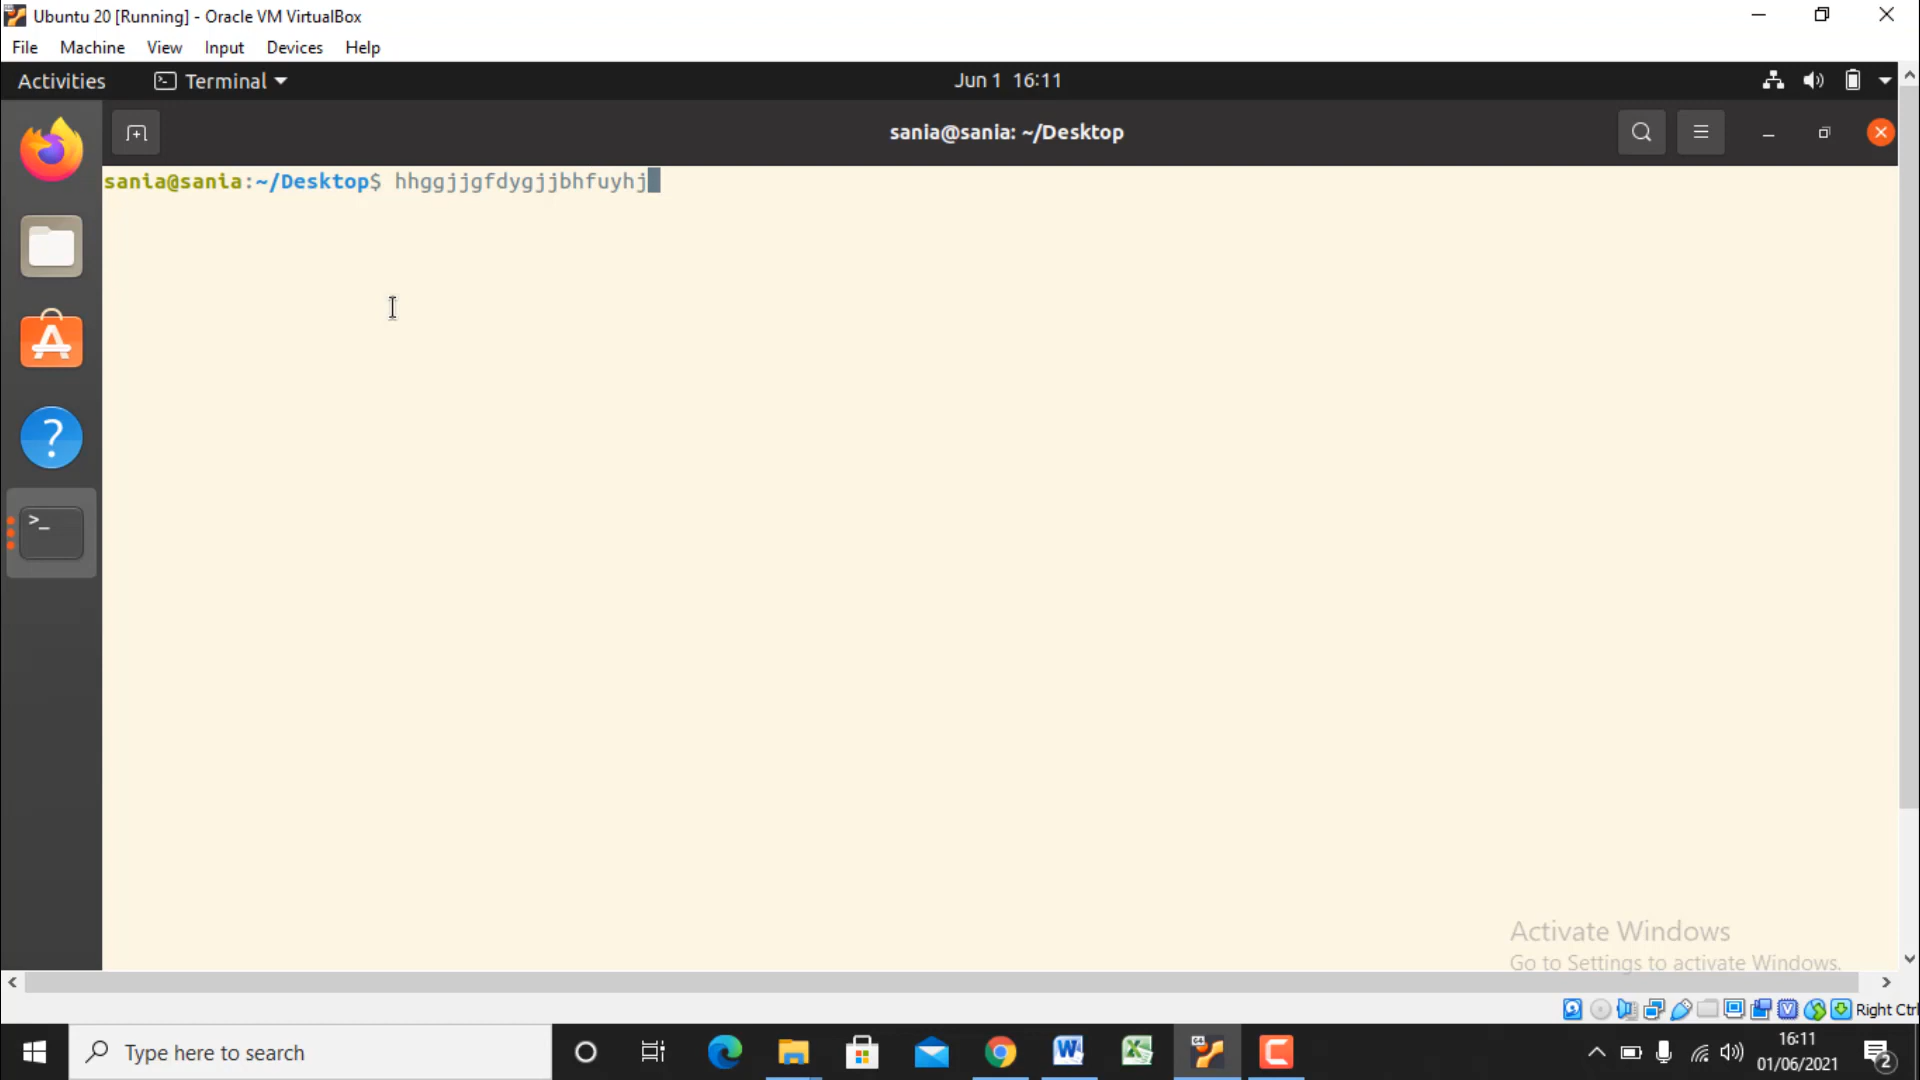 Ubuntu 20 [Running] - Oracle VM VirtualBox
File Machine View Input Devices Help
Activities Terminal Jun 1 16:11
sania@sania: ~/Desktop
sania@sania:~/Desktop$ hhggjjgfdygjjbhfuyhj
Activate Windows
Go to Settings to activate Windows.
Right Ctrl
Type here to search
16:11
01/06/2021
2